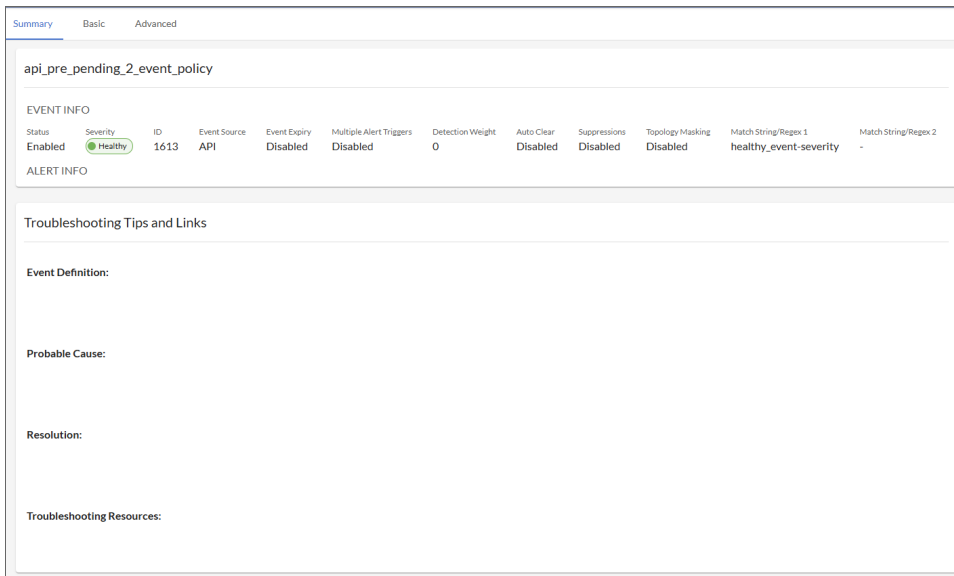 Summary Basic Advanced
api_pre_pending_2_event_policy
EVENT INFO
Status Severity ID Event Source Event Expiry Multiple Alert Triggers Detection Weight Auto Clear Suppressions Topology Masking Match String/Regex 1 Match String/Regex 2
Enabled Healthy 1613 API Disabled Disabled 0 Disabled Disabled Disabled healthy_event-severity -
ALERT INFO
Troubleshooting Tips and Links
Event Definition:
Probable Cause:
Resolution:
Troubleshooting Resources: